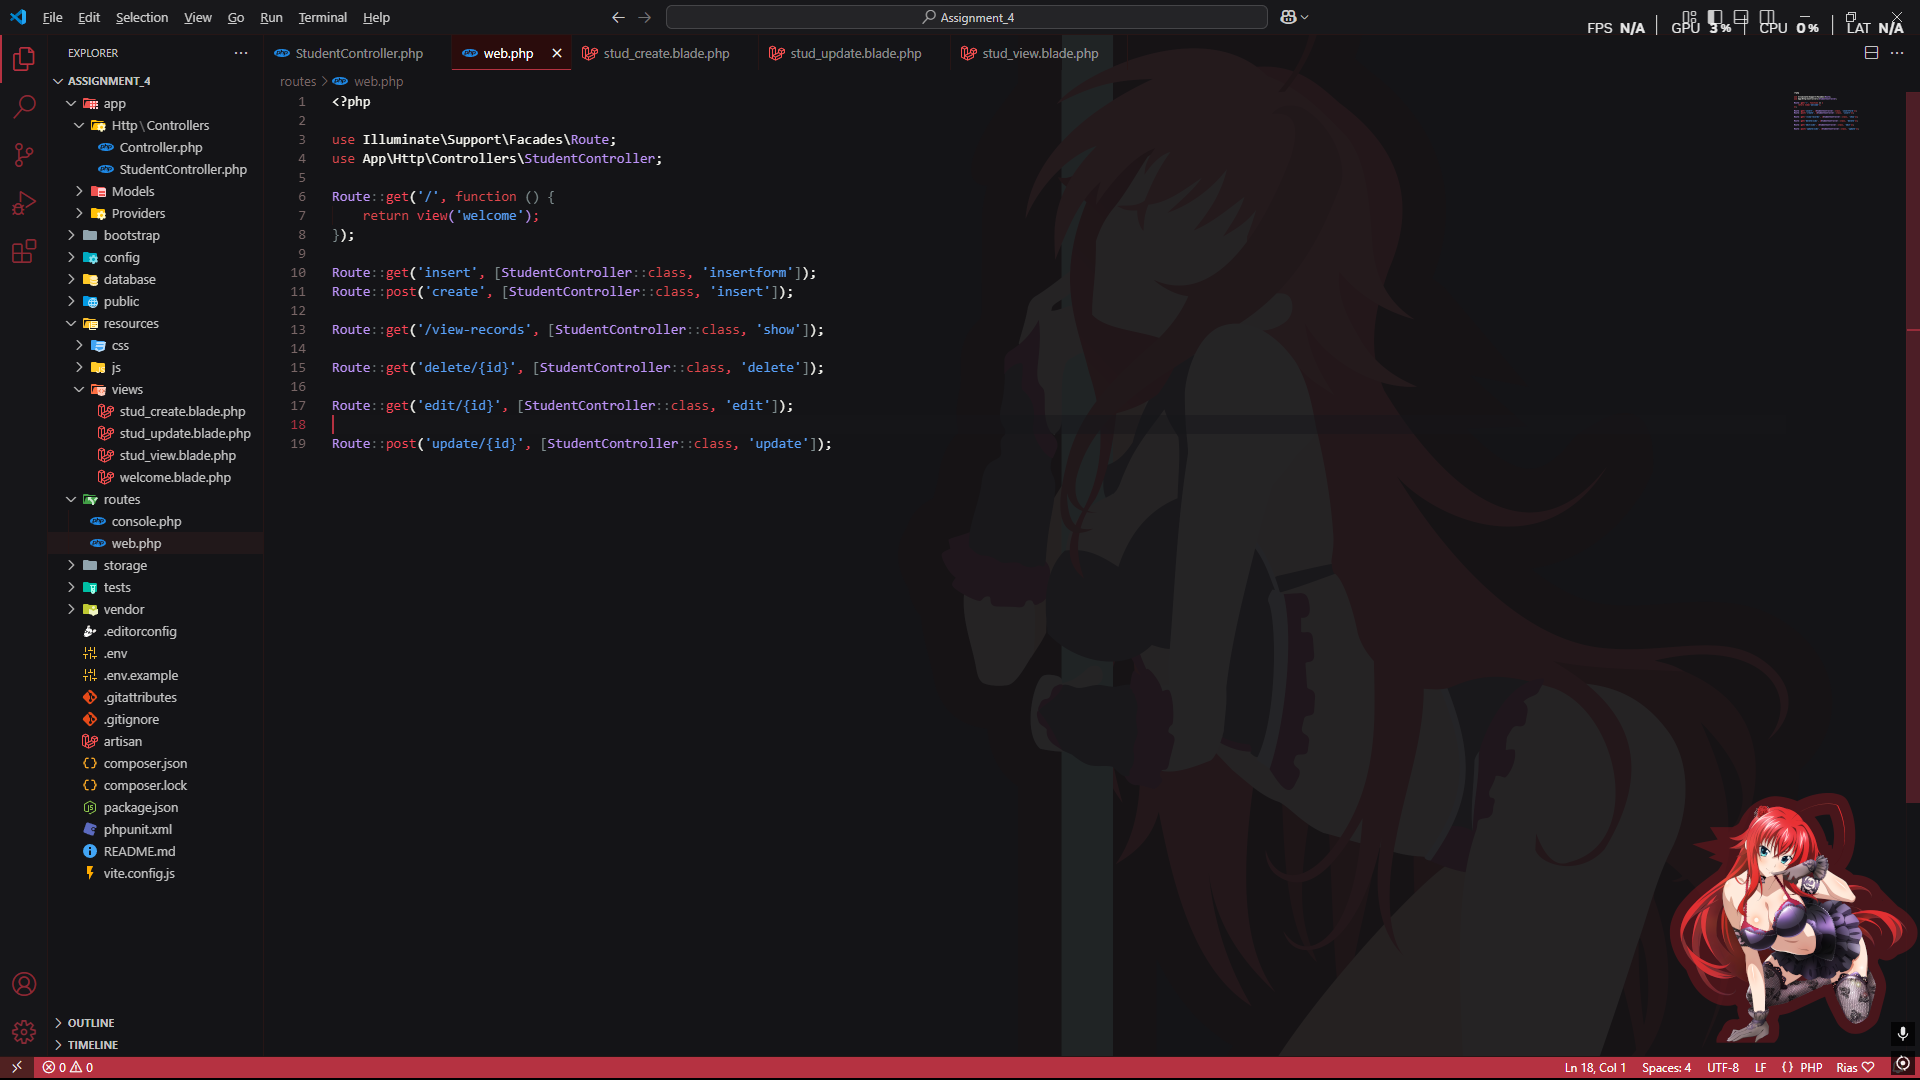 File Edit Selection View Go Run Terminal Help
Assignment_4
FPS N/A GPU 3 % CPU 0 % LAT N/A
EXPLORER
StudentController.php web.php stud_create.blade.php stud_update.blade.php stud_view.blade.php
ASSIGNMENT_4
app
Http\Controllers
Controller.php
StudentController.php
Models
Providers
bootstrap
config
database
public
resources
css
js
views
stud_create.blade.php
stud_update.blade.php
stud_view.blade.php
welcome.blade.php
routes
console.php
web.php
storage
tests
vendor
.editorconfig
.env
.env.example
.gitattributes
.gitignore
artisan
composer.json
composer.lock
package.json
phpunit.xml
README.md
vite.config.js
OUTLINE
TIMELINE
routes > web.php
1 <?php
2
3 use Illuminate\Support\Facades\Route;
4 use App\Http\Controllers\StudentController;
5
6 Route::get('/', function () {
7     return view('welcome');
8 });
9
10 Route::get('insert', [StudentController::class, 'insertform']);
11 Route::post('create', [StudentController::class, 'insert']);
12
13 Route::get('/view-records', [StudentController::class, 'show']);
14
15 Route::get('delete/{id}', [StudentController::class, 'delete']);
16
17 Route::get('edit/{id}', [StudentController::class, 'edit']);
18
19 Route::post('update/{id}', [StudentController::class, 'update']);
0 0
Ln 18, Col 1 Spaces: 4 UTF-8 LF {} PHP Rias ♡